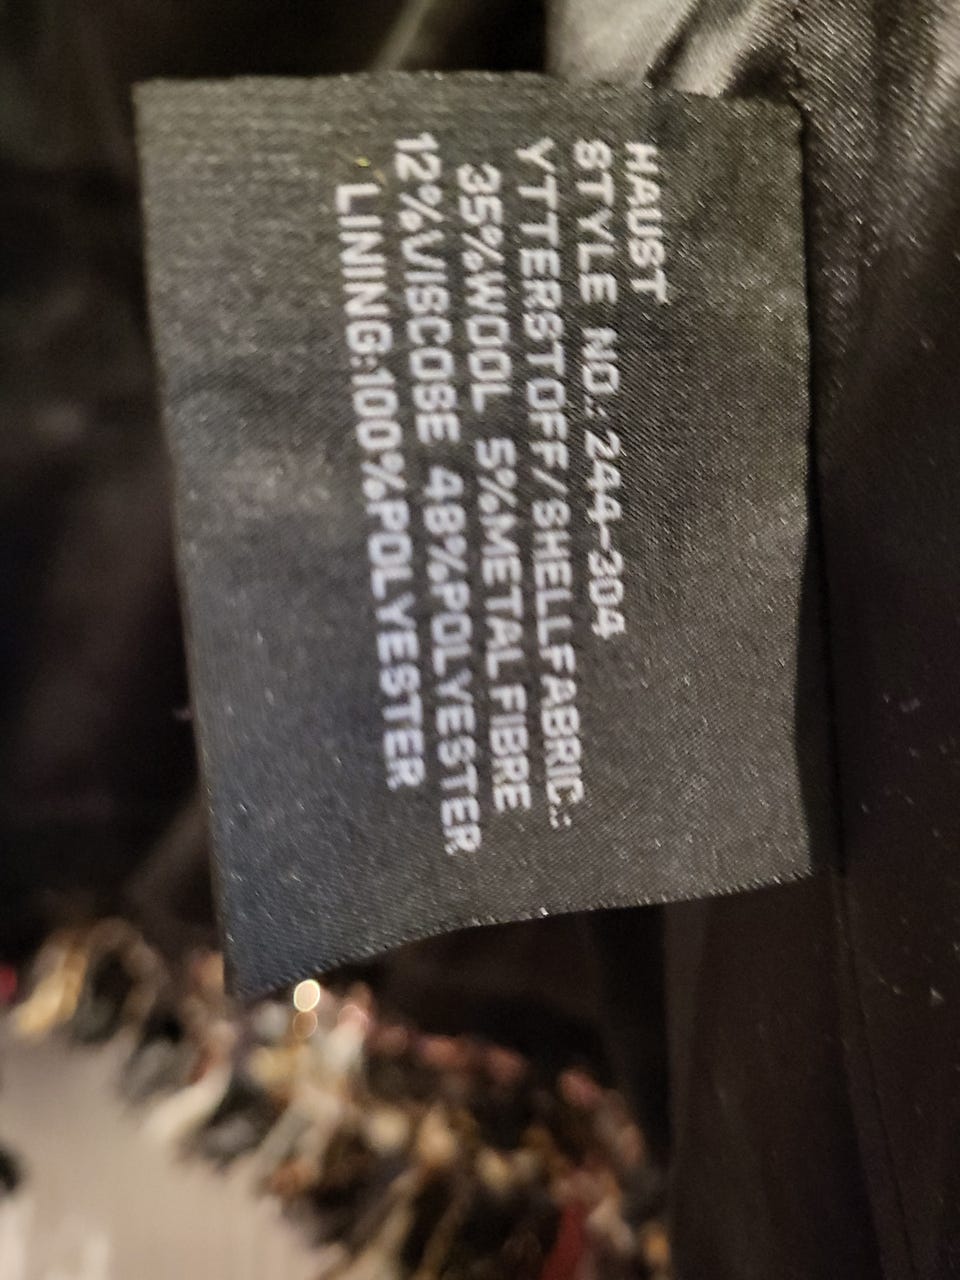 HAUST
STYLE NO.: 244-304
YTTERSTOFF/SHELLFABRIC.:
35%WOOL 5%METALFIBRE
12%VISCOSE 48%POLYESTER
LINING:100%POLYESTER